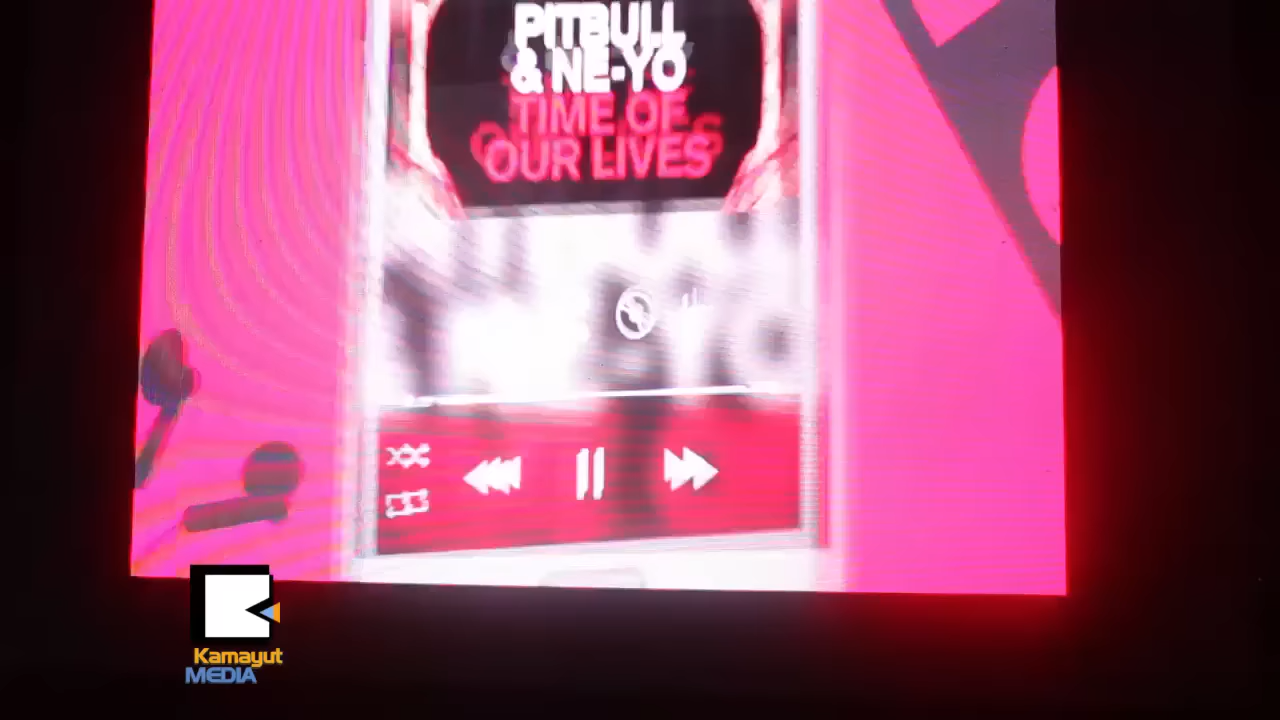 PITBULL
& NE-YO
TIME OF
OUR LIVES
Kamayut
MEDIA